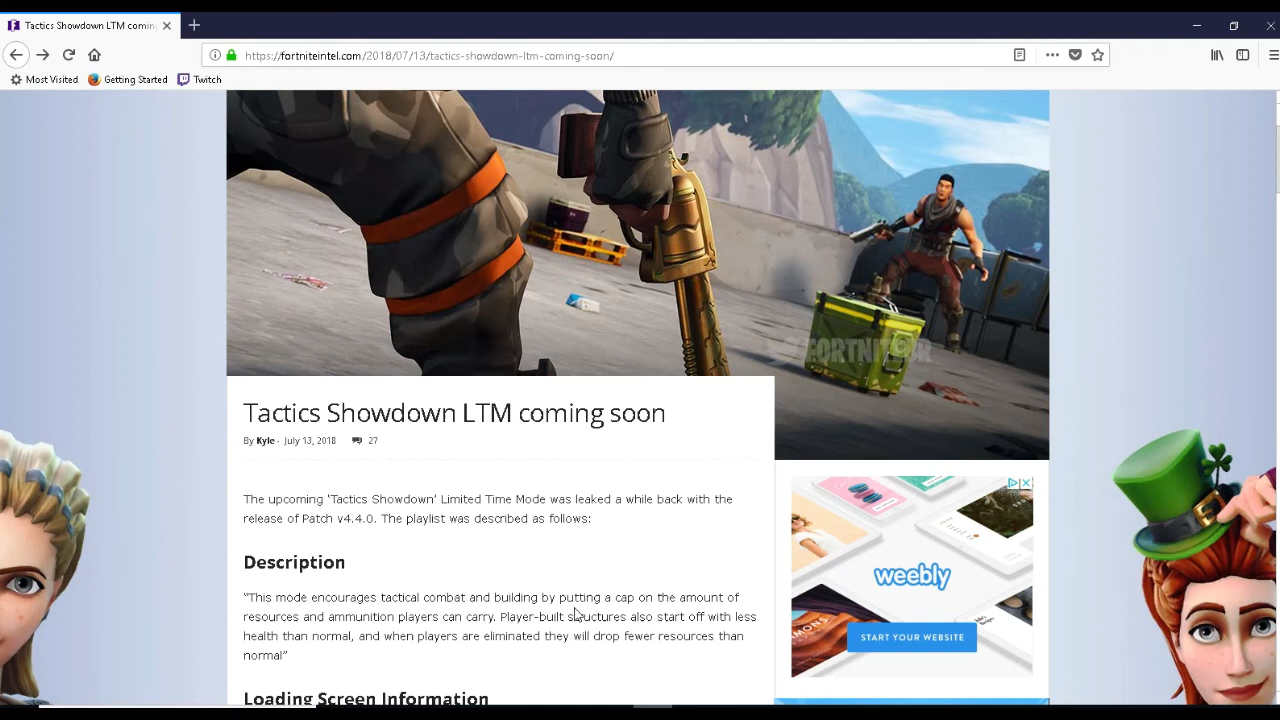 Tactics Showdown LTM coming
https://fortniteintel.com/2018/07/13/tactics-showdown-ltm-coming-soon/
Most Visited
Getting Started
Twitch
Tactics Showdown LTM coming soon
By Kyle - July 13, 2018 27
The upcoming ‘Tactics Showdown’ Limited Time Mode was leaked a while back with the
release of Patch v4.4.0. The playlist was described as follows:
Description
“This mode encourages tactical combat and building by putting a cap on the amount of
resources and ammunition players can carry. Player-built structures also start off with less
health than normal, and when players are eliminated they will drop fewer resources than
normal”
Loading Screen Information
weebly
START YOUR WEBSITE